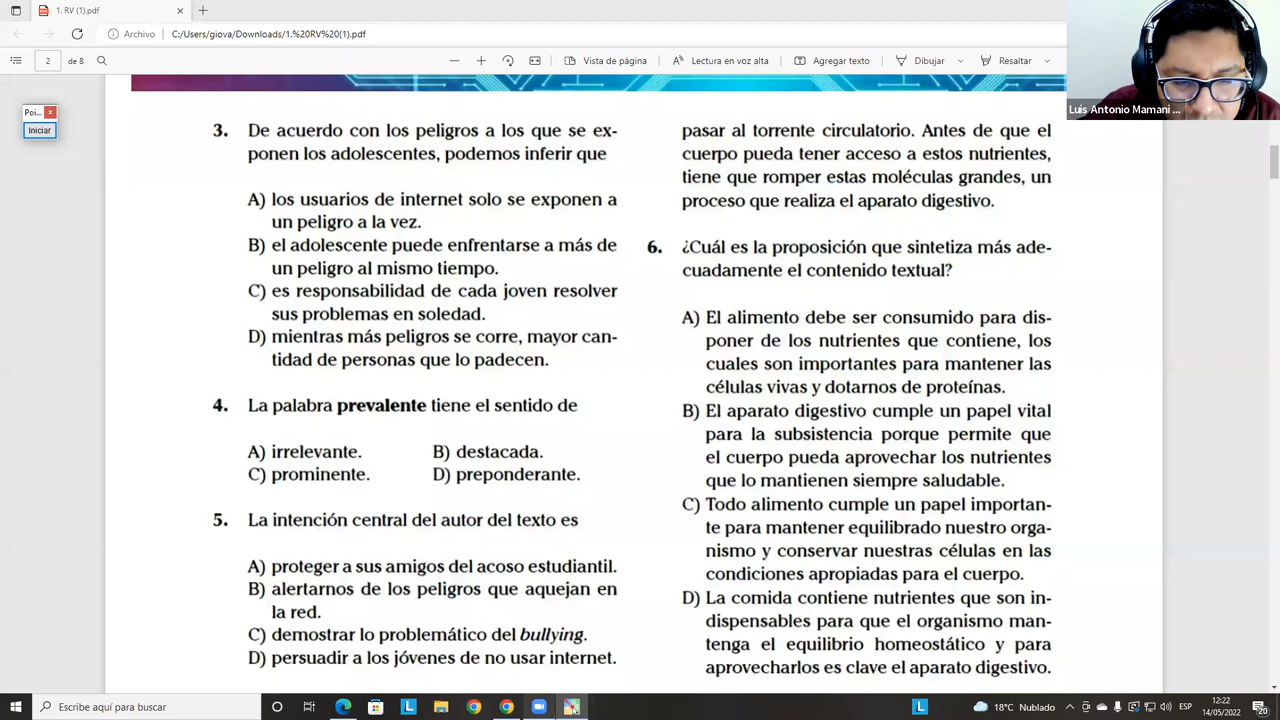 1. RV (1).pdf
Archivo
C:/Users/giova/Downloads/1.%20RV%20(1).pdf
2
de 8
Vista de página
Lectura en voz alta
Agregar texto
Dibujar
Resaltar
Luis Antonio Mamani ...
Poi...
Iniciar
3. De acuerdo con los peligros a los que se ex-
ponen los adolescentes, podemos inferir que
A) los usuarios de internet solo se exponen a
un peligro a la vez.
B) el adolescente puede enfrentarse a más de
un peligro al mismo tiempo.
C) es responsabilidad de cada joven resolver
sus problemas en soledad.
D) mientras más peligros se corre, mayor can-
tidad de personas que lo padecen.
4. La palabra prevalente tiene el sentido de
A) irrelevante. B) destacada.
C) prominente. D) preponderante.
5. La intención central del autor del texto es
A) proteger a sus amigos del acoso estudiantil.
B) alertarnos de los peligros que aquejan en
la red.
C) demostrar lo problemático del bullying.
D) persuadir a los jóvenes de no usar internet.
pasar al torrente circulatorio. Antes de que el
cuerpo pueda tener acceso a estos nutrientes,
tiene que romper estas moléculas grandes, un
proceso que realiza el aparato digestivo.
6. ¿Cuál es la proposición que sintetiza más ade-
cuadamente el contenido textual?
A) El alimento debe ser consumido para dis-
poner de los nutrientes que contiene, los
cuales son importantes para mantener las
células vivas y dotarnos de proteínas.
B) El aparato digestivo cumple un papel vital
para la subsistencia porque permite que
el cuerpo pueda aprovechar los nutrientes
que lo mantienen siempre saludable.
C) Todo alimento cumple un papel importan-
te para mantener equilibrado nuestro orga-
nismo y conservar nuestras células en las
condiciones apropiadas para el cuerpo.
D) La comida contiene nutrientes que son in-
dispensables para que el organismo man-
tenga el equilibrio homeostático y para
aprovecharlos es clave el aparato digestivo.
Escribe aquí para buscar
18°C Nublado
ESP
12:22
14/05/2022
20